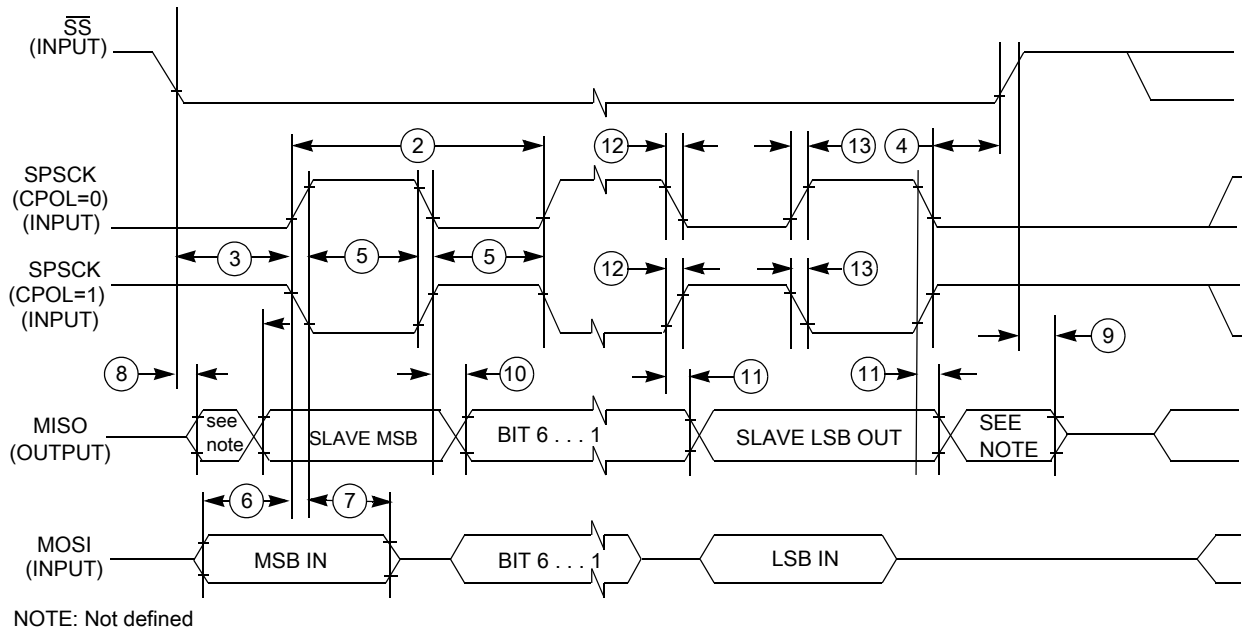 SS
(INPUT)
2
12
13
4
SPSCK
(CPOL=0)
(INPUT)
3
5
5
SPSCK
(CPOL=1)
(INPUT)
12
13
9
8
10
11
11
MISO
(OUTPUT)
see
note
SLAVE MSB
BIT 6 . . . 1
SLAVE LSB OUT
SEE
NOTE
6
7
MOSI
(INPUT)
MSB IN
BIT 6 . . . 1
LSB IN
NOTE: Not defined